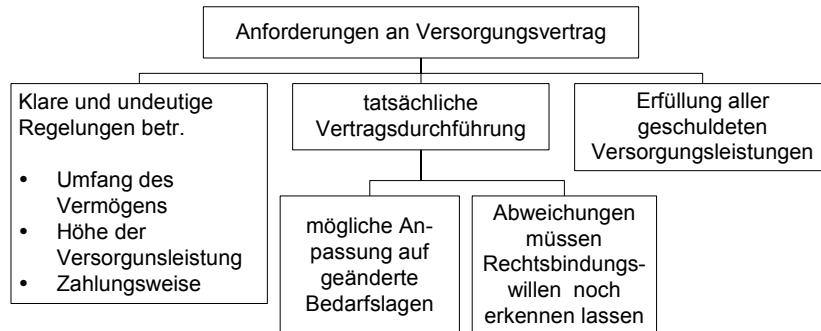 Anforderungen an Versorgungsvertrag
Klare und undeutige
Regelungen betr.
• Umfang des
Vermögens
• Höhe der
Versorgunsleistung
• Zahlungsweise
tatsächliche
Vertragsdurchführung
Erfüllung aller
geschuldeten
Versorgungsleistungen
mögliche An-
passung auf
geänderte
Bedarfslagen
Abweichungen
müssen
Rechtsbindungs-
willen noch
erkennen lassen